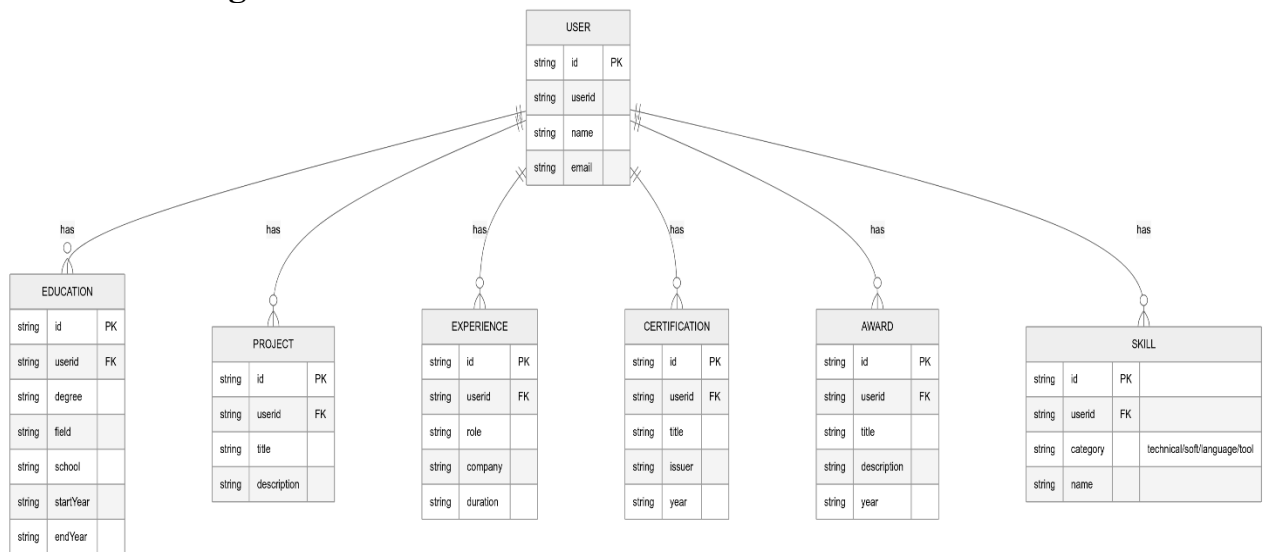 USER
string id PK
string userid
string name
string email
has has has has has has
EDUCATION
string id PK
string userid FK
string degree
string field
string school
string startYear
string endYear
PROJECT
string id PK
string userid FK
string title
string description
EXPERIENCE
string id PK
string userid FK
string role
string company
string duration
CERTIFICATION
string id PK
string userid FK
string title
string issuer
string year
AWARD
string id PK
string userid FK
string title
string description
string year
SKILL
string id PK
string userid FK
string category technical/soft/language/tool
string name